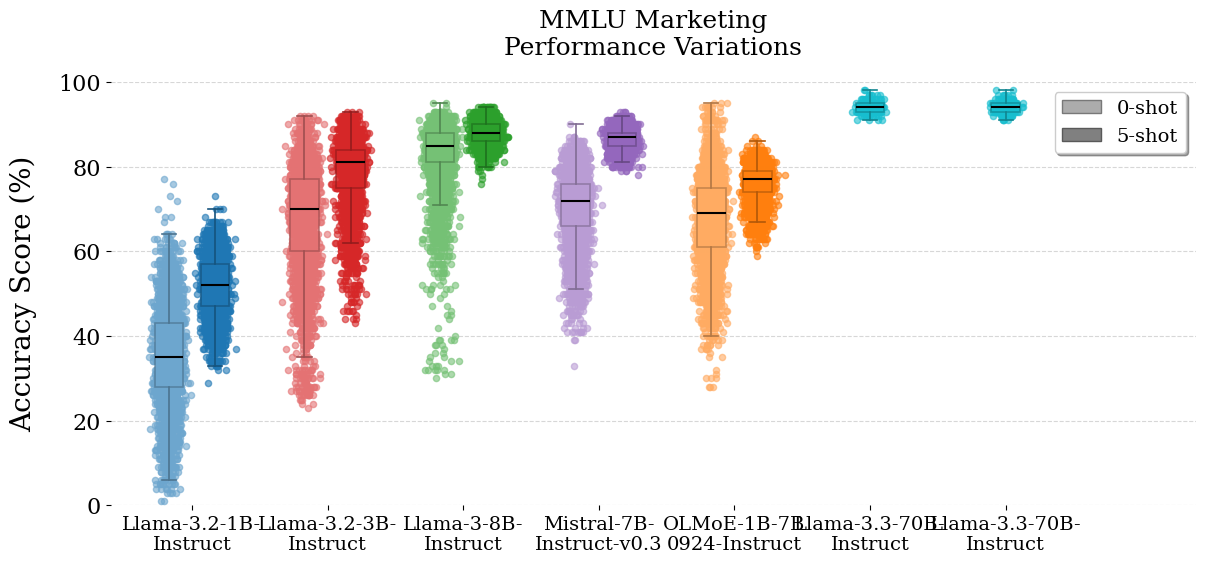 MMLU Marketing
Performance Variations
Accuracy Score (%)
100
80
60
40
20
0
0-shot
5-shot
Llama-3.2-1B-
Instruct
Llama-3.2-3B-
Instruct
Llama-3-8B-
Instruct
Mistral-7B-
Instruct-v0.3
OLMoE-1B-7B-
0924-Instruct
Llama-3.3-70B-
Instruct
Llama-3.3-70B-
Instruct